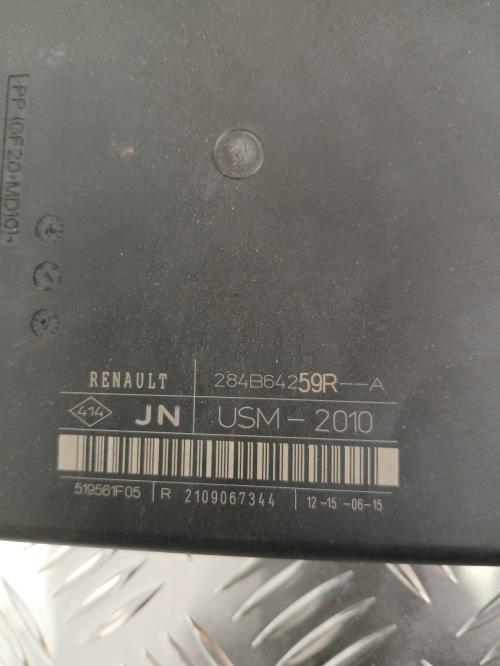 PP-(GF20+MD10)
RENAULT 284B64259R--A
414 JN USM-2010
519561F05 R 2109067344 12-15-06-15